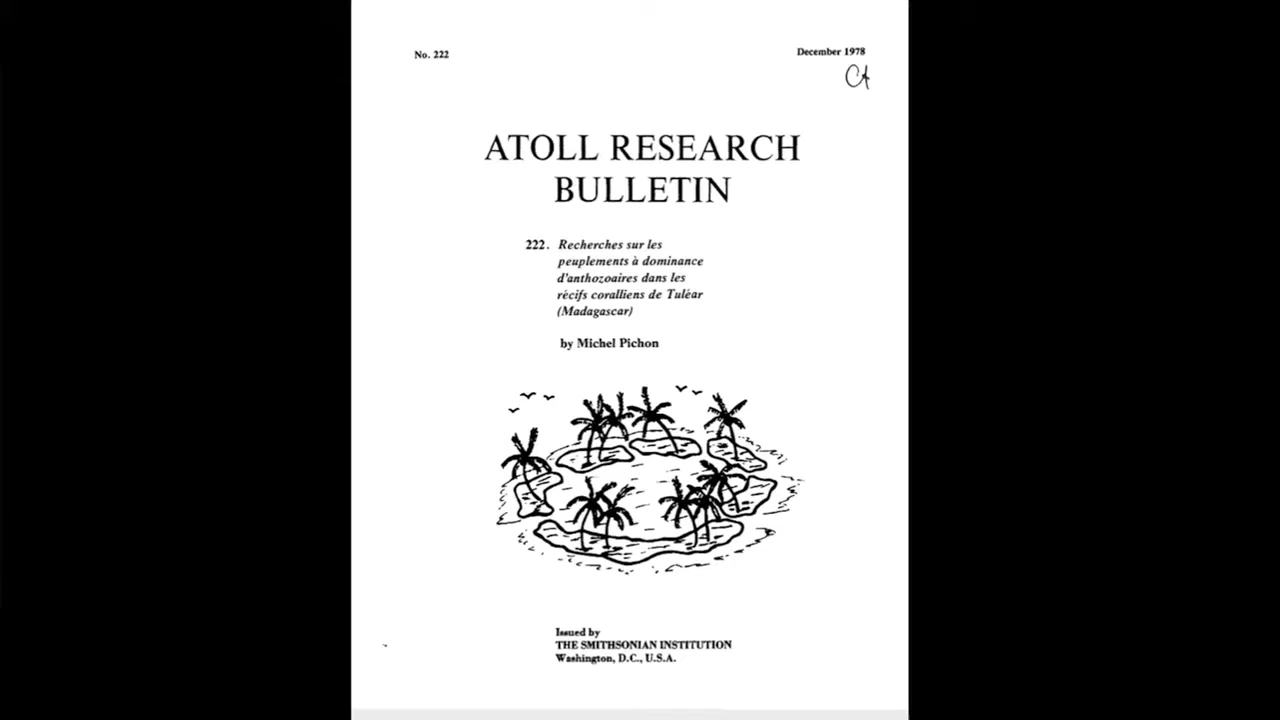 No. 222
December 1978
CA
ATOLL RESEARCH
BULLETIN
222. Recherches sur les
peuplements à dominance
d'anthozoaires dans les
récifs coralliens de Tuléar
(Madagascar)
by Michel Pichon
Issued by
THE SMITHSONIAN INSTITUTION
Washington, D.C., U.S.A.